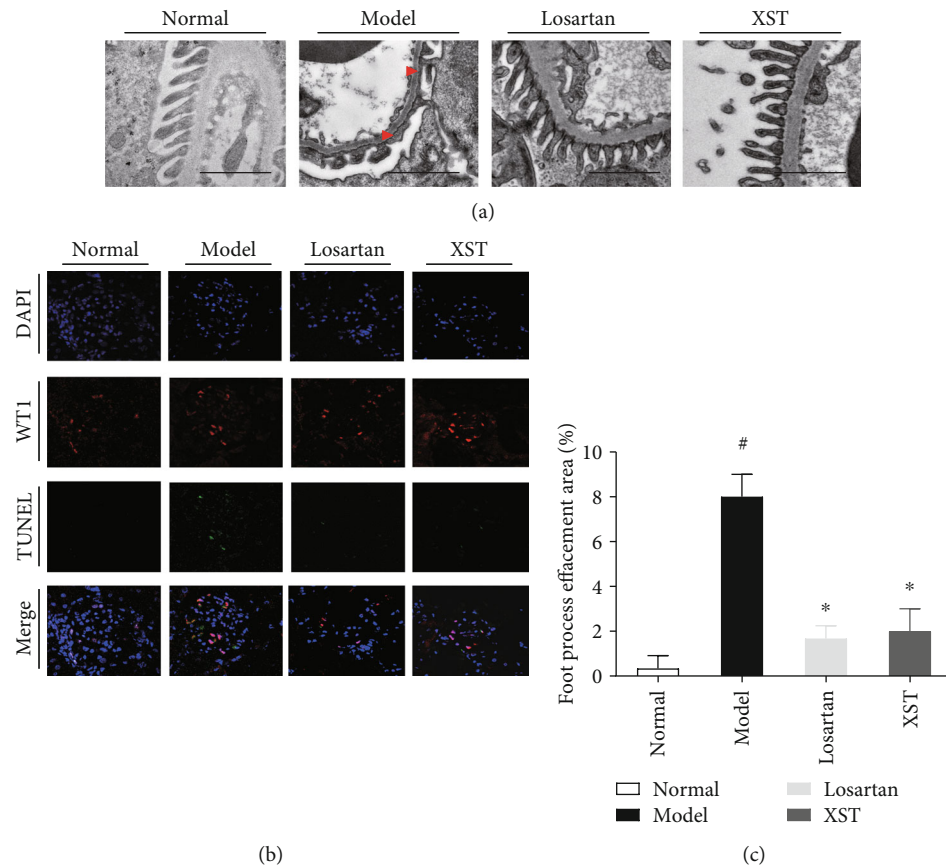 Normal Model Losartan XST
(a)
Normal Model Losartan XST
DAPI
WT1
TUNEL
Merge
(b)
Foot process effacement area (%)
10
8
6
4
2
0
#
*
*
Normal
Model
Losartan
XST
Normal Losartan
Model XST
(c)